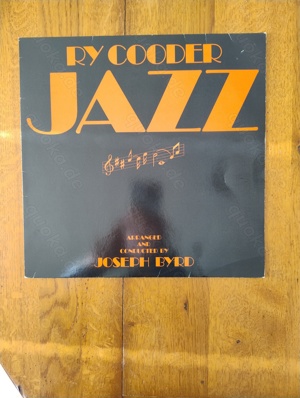 RY COODER
JAZZ
ARRANGED
AND
CONDUCTED BY
JOSEPH BYRD